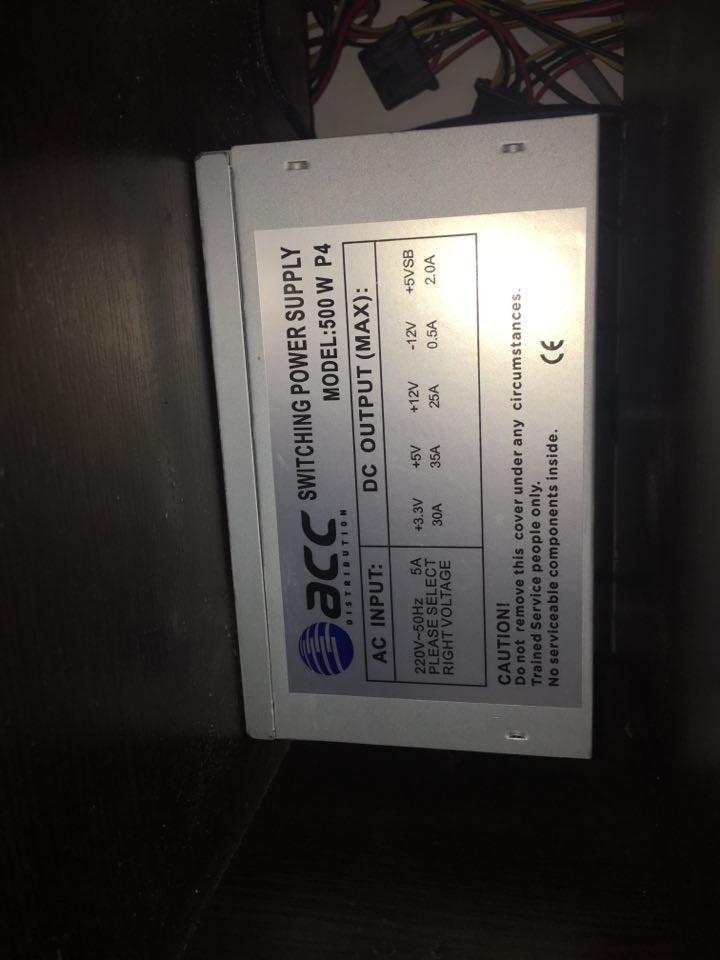 acc
DISTRIBUTION
SWITCHING POWER SUPPLY
MODEL:500 W P4
AC INPUT:
220V~50Hz 5A
PLEASE SELECT
RIGHT VOLTAGE
DC OUTPUT (MAX):
+3.3V +5V +12V -12V +5VSB
30A 35A 25A 0.5A 2.0A
CAUTION!
Do not remove this cover under any circumstances.
Trained Service people only.
No serviceable components inside.
CE